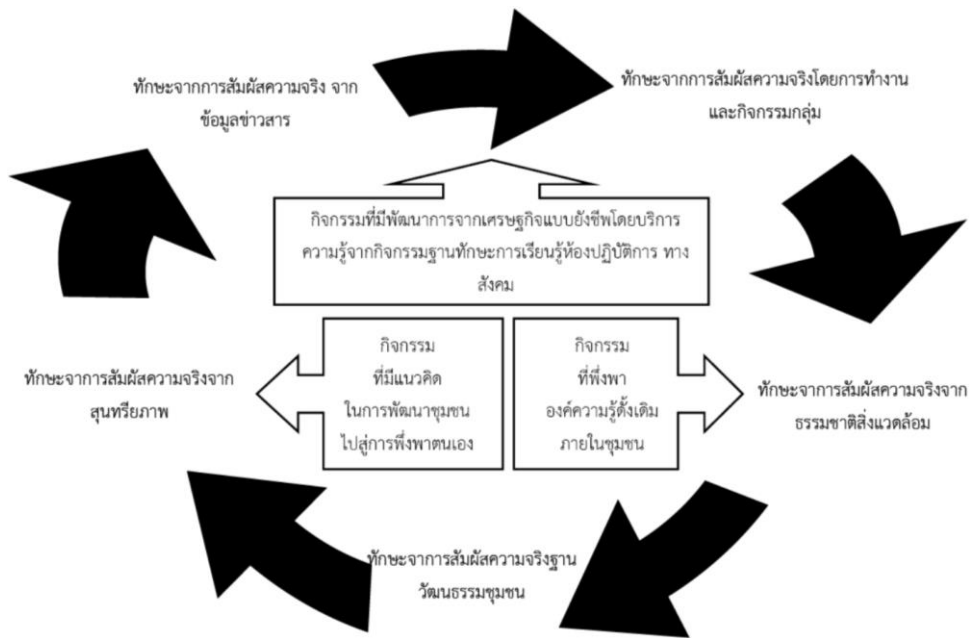 ทักษะจากการสัมผัสความจริง จาก
ข้อมูลข่าวสาร
ทักษะจากการสัมผัสความจริงโดยการทำงาน
และกิจกรรมกลุ่ม
กิจกรรมที่มีพัฒนาการจากเศรษฐกิจแบบยังชีพโดยบริการ
ความรู้จากกิจกรรมฐานทักษะการเรียนรู้ห้องปฏิบัติการ ทาง
สังคม
ทักษะจาการสัมผัสความจริงจาก
สุนทรียภาพ
กิจกรรม
ที่มีแนวคิด
ในการพัฒนาชุมชน
ไปสู่การพึ่งพาตนเอง
กิจกรรม
ที่พึ่งพา
องค์ความรู้ดั้งเดิม
ภายในชุมชน
ทักษะจาการสัมผัสความจริงจาก
ธรรมชาติสิ่งแวดล้อม
ทักษะจาการสัมผัสความจริงฐาน
วัฒนธรรมชุมชน